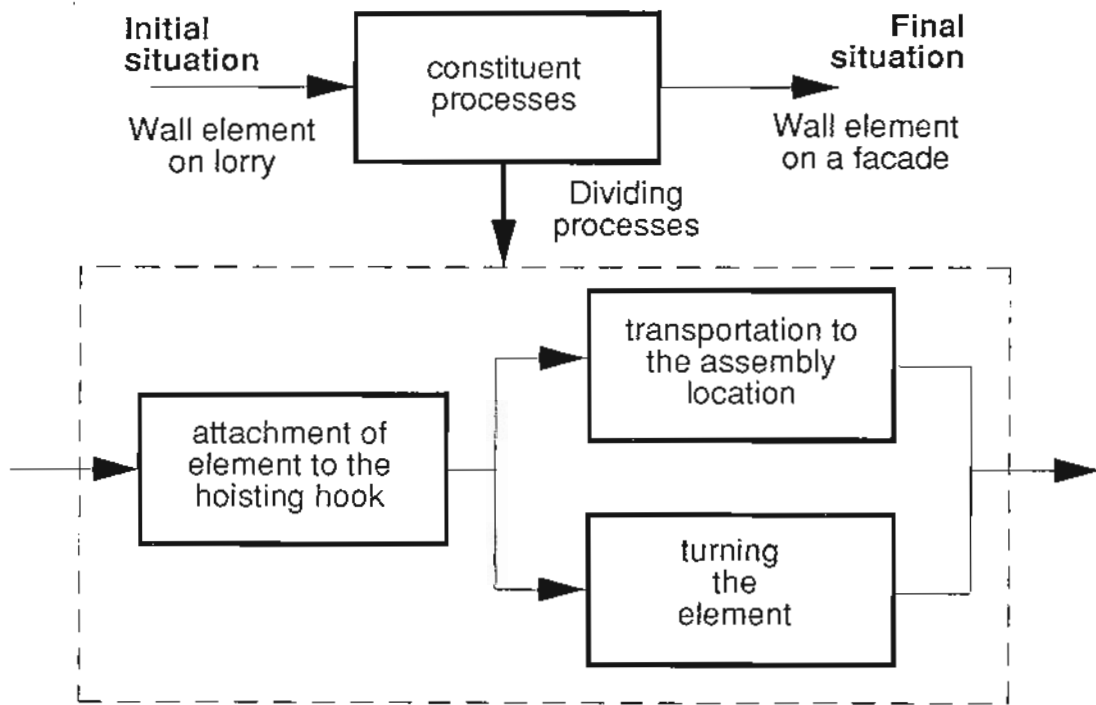 Initial
situation
Wall element
on lorry
constituent
processes
Final
situation
Wall element
on a facade
Dividing
processes
attachment of
element to the
hoisting hook
transportation to
the assembly
location
turning
the
element